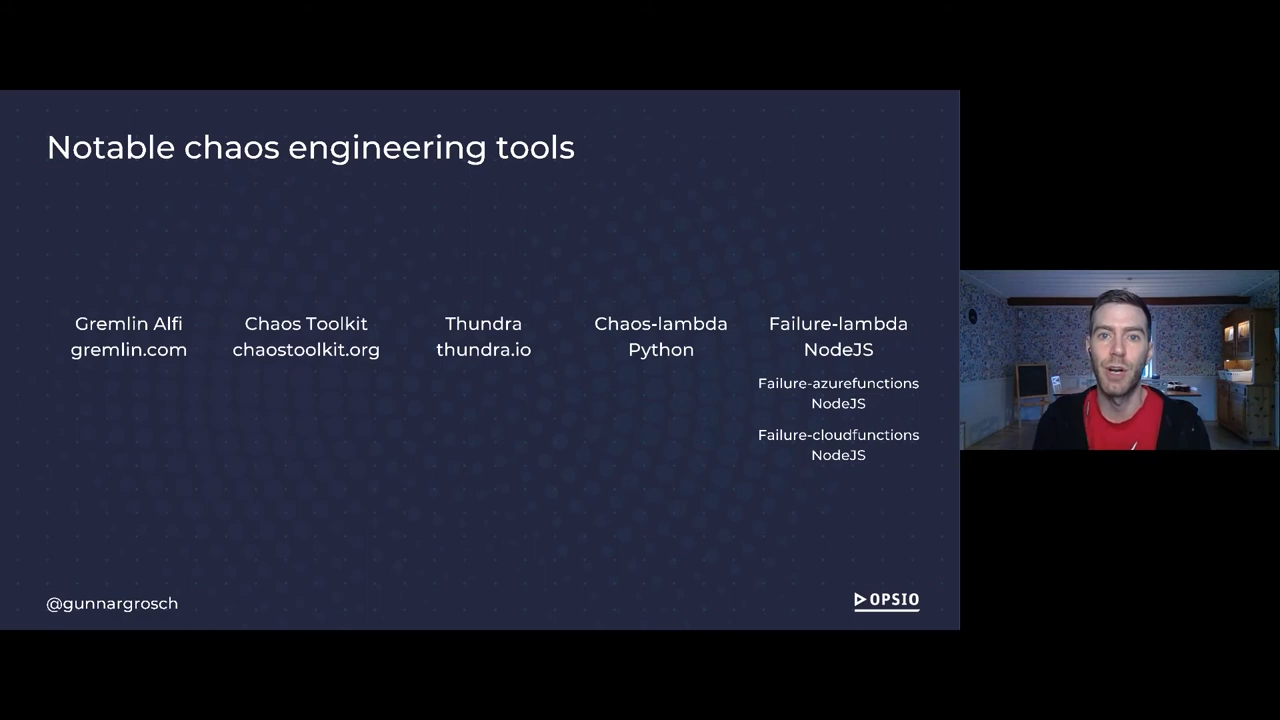 Notable chaos engineering tools
Gremlin Alfi
gremlin.com
Chaos Toolkit
chaostoolkit.org
Thundra
thundra.io
Chaos-lambda
Python
Failure-lambda
NodeJS
Failure-azurefunctions
NodeJS
Failure-cloudfunctions
NodeJS
@gunnargrosch
OPSIO